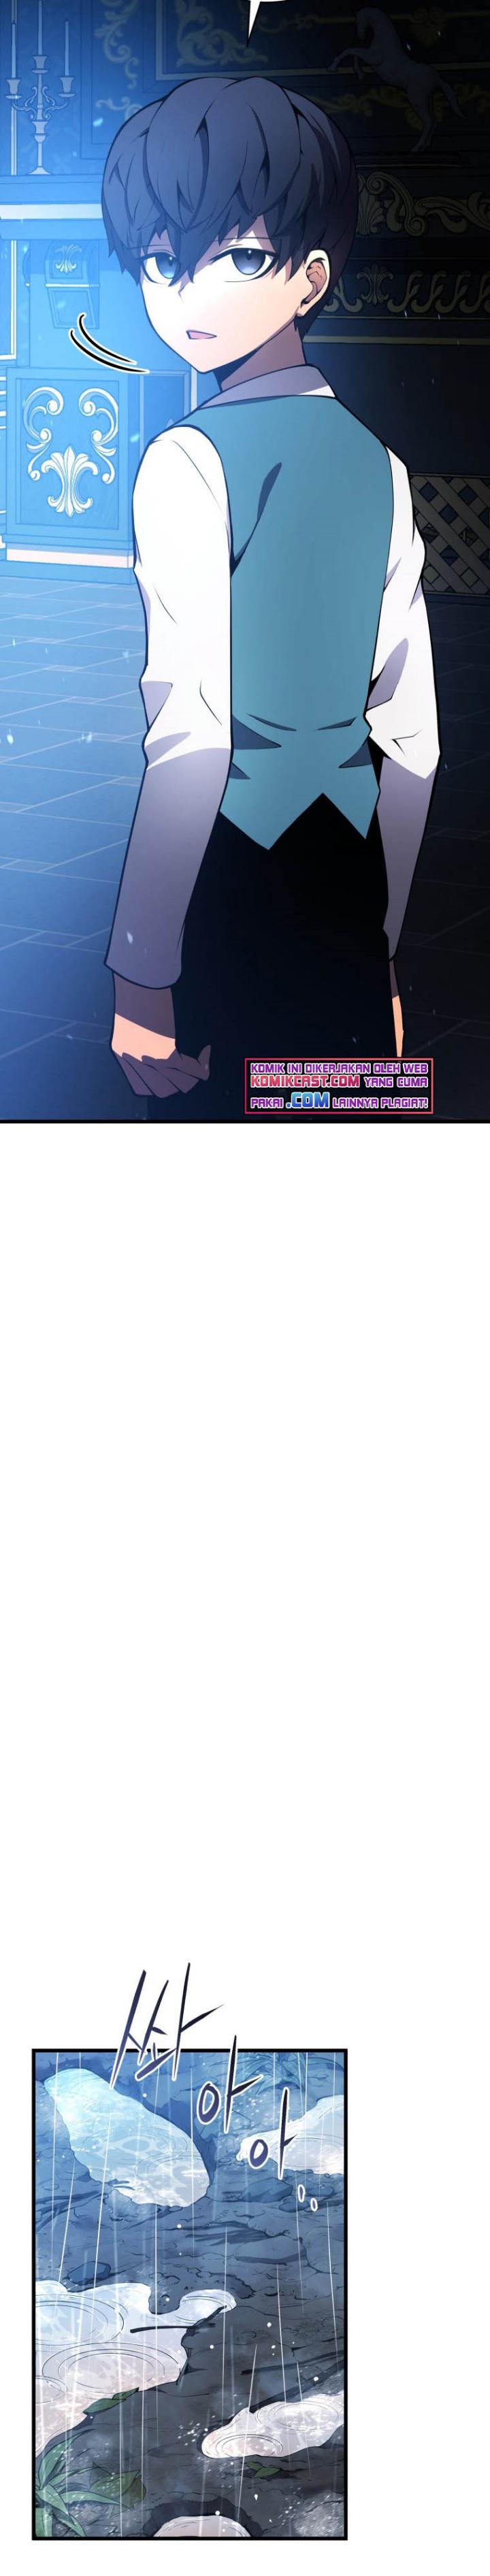 KOMIK INI DIKERJAKAN OLEH WEB
KOMIKCAST.COM YANG CUMA
PAKAI .COM LAINNYA PLAGIAT!
쏴
아
아